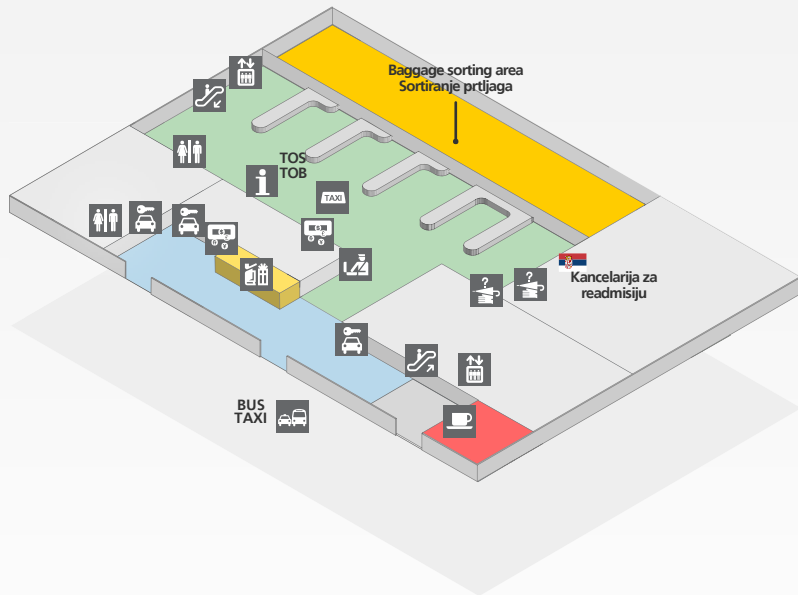 Baggage sorting area
Sortiranje prtljaga
TOS
TOB
TAXI
Kancelarija za
readmisiju
BUS
TAXI